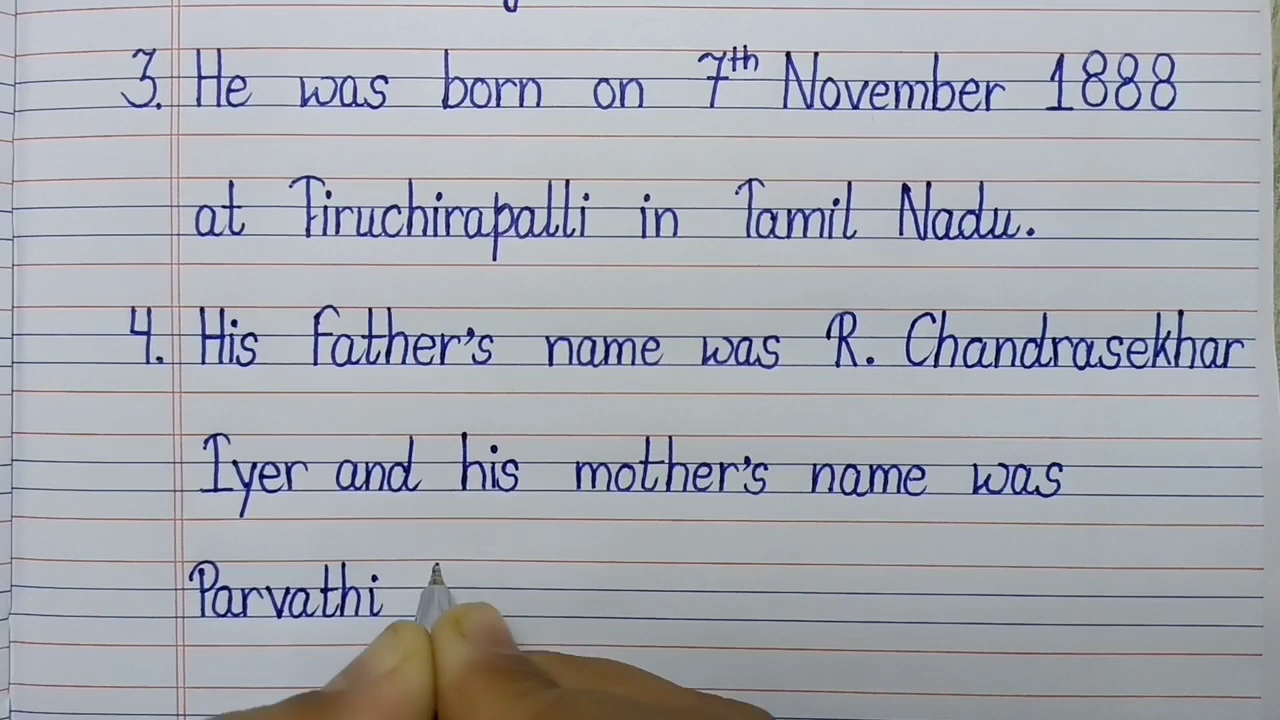 3. He was born on 7th November 1888
at Tiruchirapalli in Tamil Nadu.
4. His father's name was R. Chandrasekhar
Iyer and his mother's name was
Parvathi